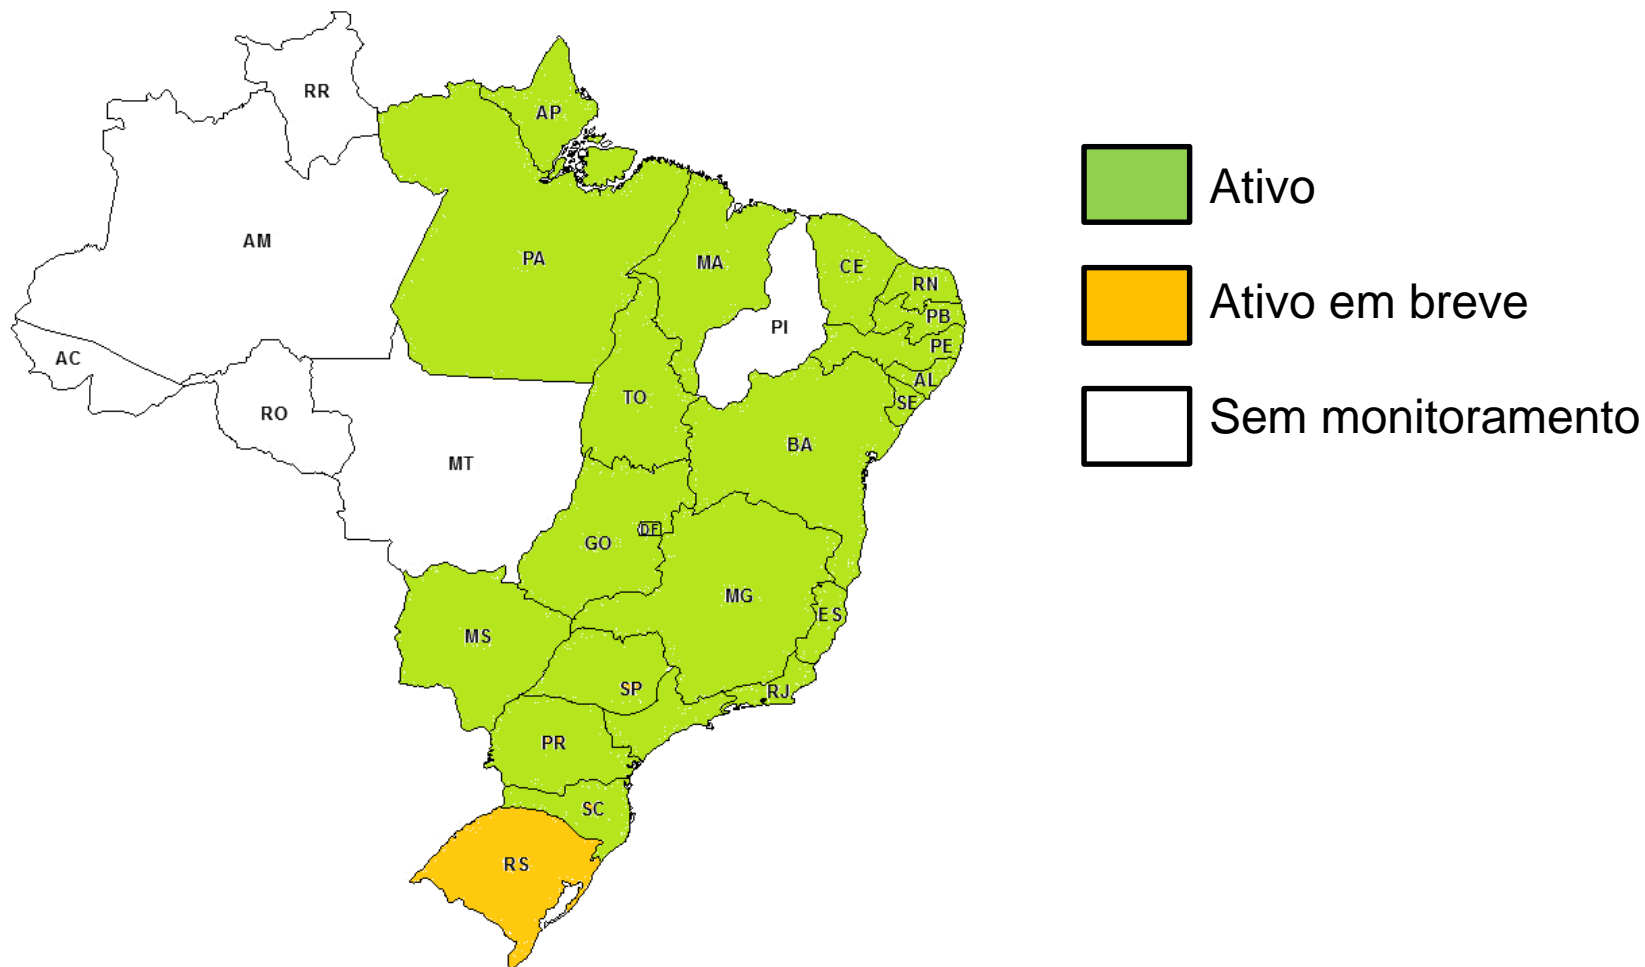 RR
AP
AM
PA
MA
CE
RN
PB
PI
PE
AC
AL
TO
SE
RO
BA
MT
DF
GO
MG
ES
MS
SP
RJ
PR
SC
RS
Ativo
Ativo em breve
Sem monitoramento